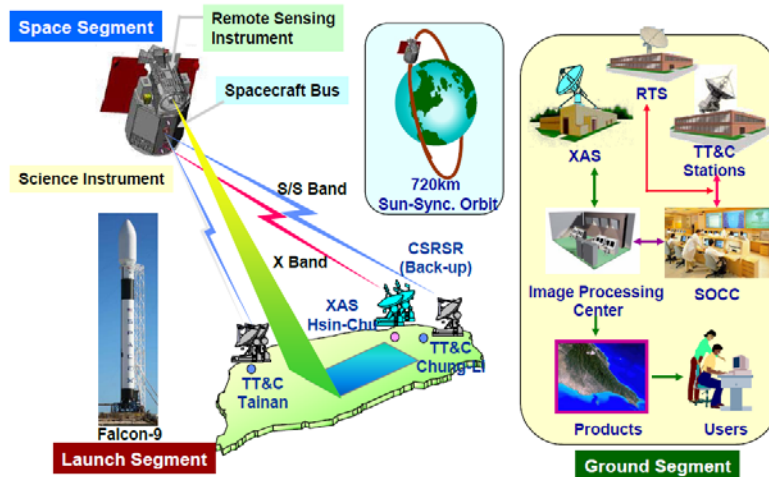 Space Segment
Remote Sensing
Instrument
Spacecraft Bus
Science Instrument
S/S Band
X Band
720km
Sun-Sync. Orbit
CSRSR
(Back-up)
XAS
Hsin-Chu
TT&C
Chung-Li
TT&C
Tainan
Falcon-9
Launch Segment
RTS
XAS
TT&C
Stations
Image Processing
Center
SOCC
Products
Users
Ground Segment